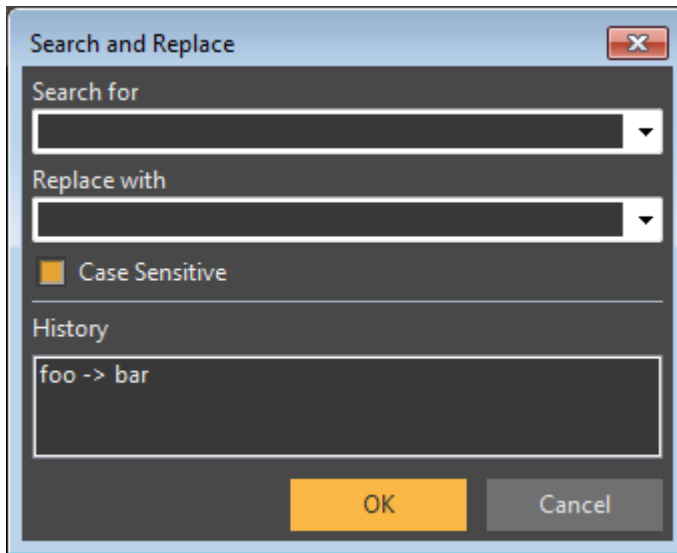 Search and Replace
Search for
Replace with
Case Sensitive
History
foo -> bar
OK
Cancel